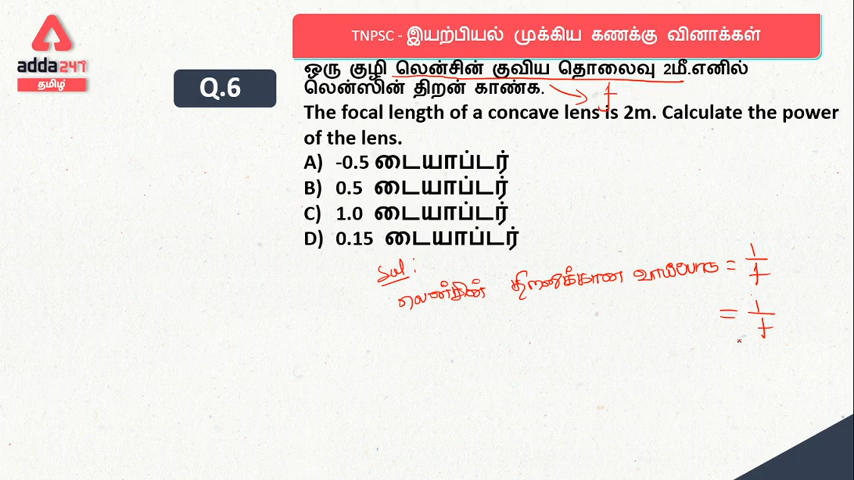 TNPSC - இயற்பியல் முக்கிய கணக்கு வினாக்கள்
adda247
தமிழ்
Q.6
ஒரு குழி லென்சின் குவிய தொலைவு 2மீ.எனில்
லென்ஸின் திறன் காண்க.
f
The focal length of a concave lens is 2m. Calculate the power
of the lens.
A) -0.5 டையாப்டர்
B) 0.5 டையாப்டர்
C) 1.0 டையாப்டர்
D) 0.15 டையாப்டர்
Sol:
லென்சின் திறனுக்கான வாய்பாடு = 1/f
= 1/f